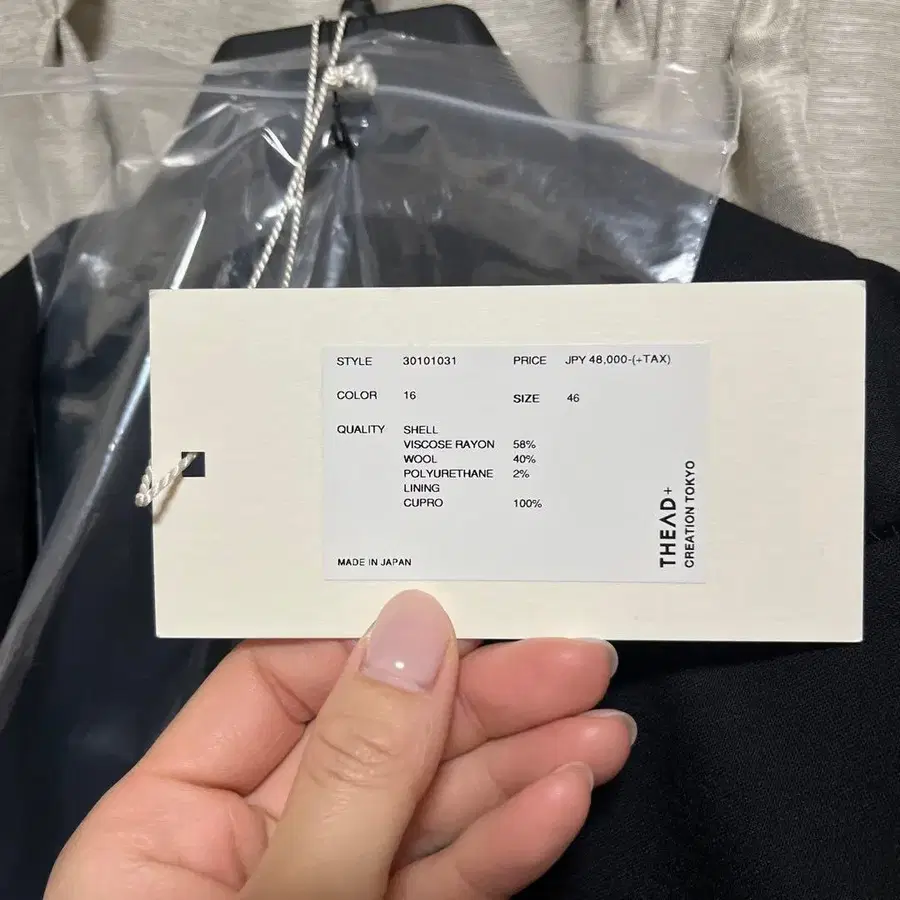 STYLE 30101031 PRICE JPY 48,000-(+TAX)
COLOR 16 SIZE 46
QUALITY SHELL
VISCOSE RAYON 58%
WOOL 40%
POLYURETHANE 2%
LINING
CUPRO 100%
MADE IN JAPAN
THEAD+
CREATION TOKYO